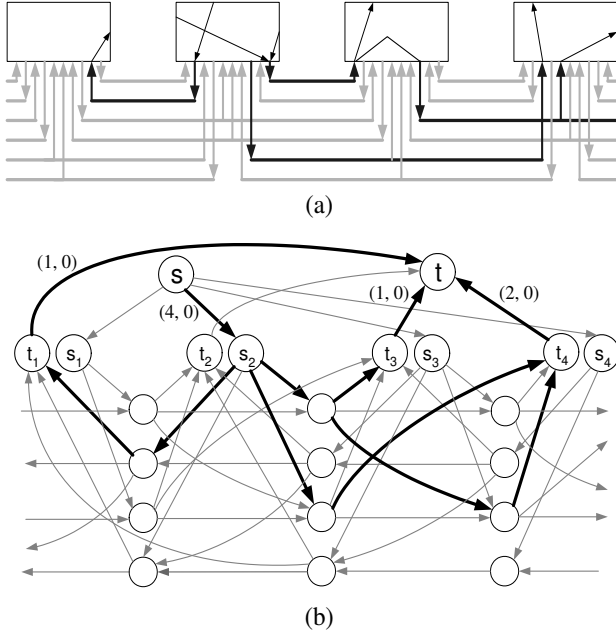 (a)
(1, 0)
s
t
(4, 0)
(1, 0)
(2, 0)
t1
s1
t2
s2
t3
s3
t4
s4
(b)